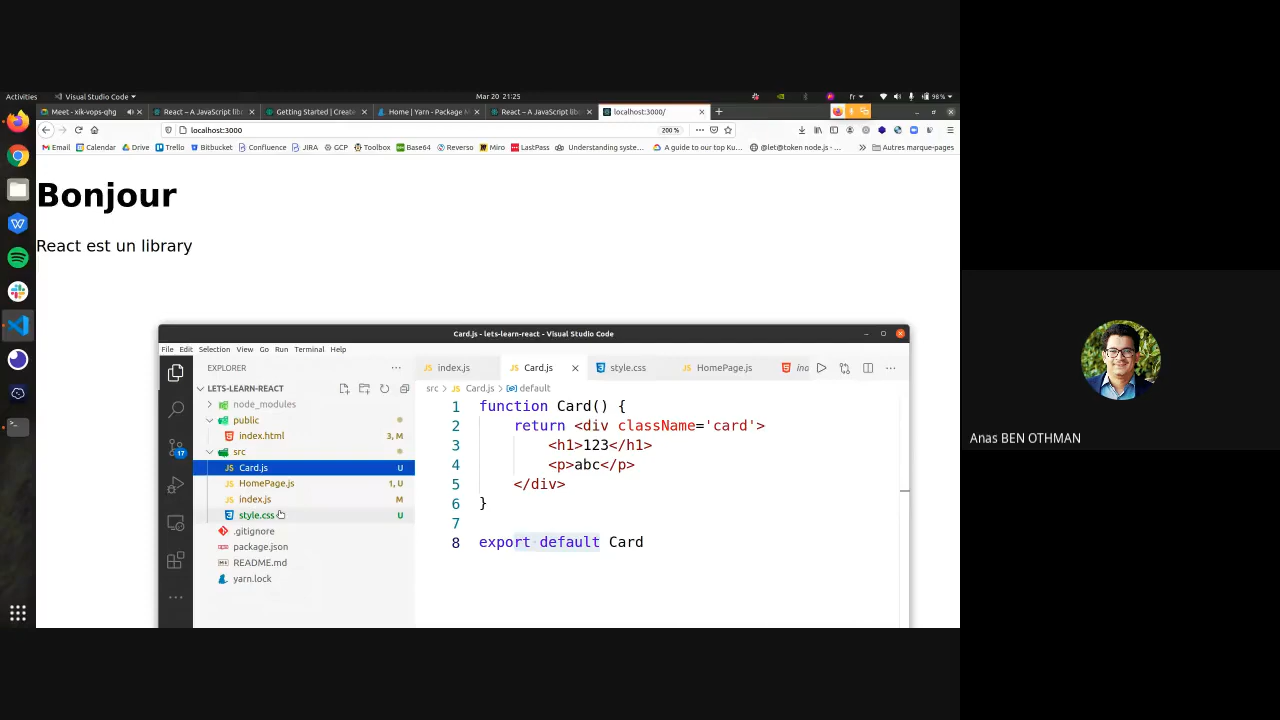 Activities Visual Studio Code Mar 20 21:25 fr 98%
Meet - xik-vops-qhg React – A JavaScript lib Getting Started | Create Home | Yarn - Package M React – A JavaScript lib localhost:3000/
localhost:3000 200%
Email Calendar Drive Trello Bitbucket Confluence JIRA GCP Toolbox Base64 Reverso Miro LastPass Understanding syste... A guide to our top Ku... @let@token node.js - ... Autres marque-pages
Bonjour
React est un library
Card.js - lets-learn-react - Visual Studio Code
File Edit Selection View Go Run Terminal Help
EXPLORER
index.js Card.js style.css HomePage.js
LETS-LEARN-REACT
src > Card.js > default
node_modules
public
index.html 3, M
src
Card.js U
HomePage.js 1, U
index.js M
style.css U
.gitignore
package.json
README.md
yarn.lock
17
1 function Card() {
2 return <div className='card'>
3 <h1>123</h1>
4 <p>abc</p>
5 </div>
6 }
7
8 export default Card
Anas BEN OTHMAN